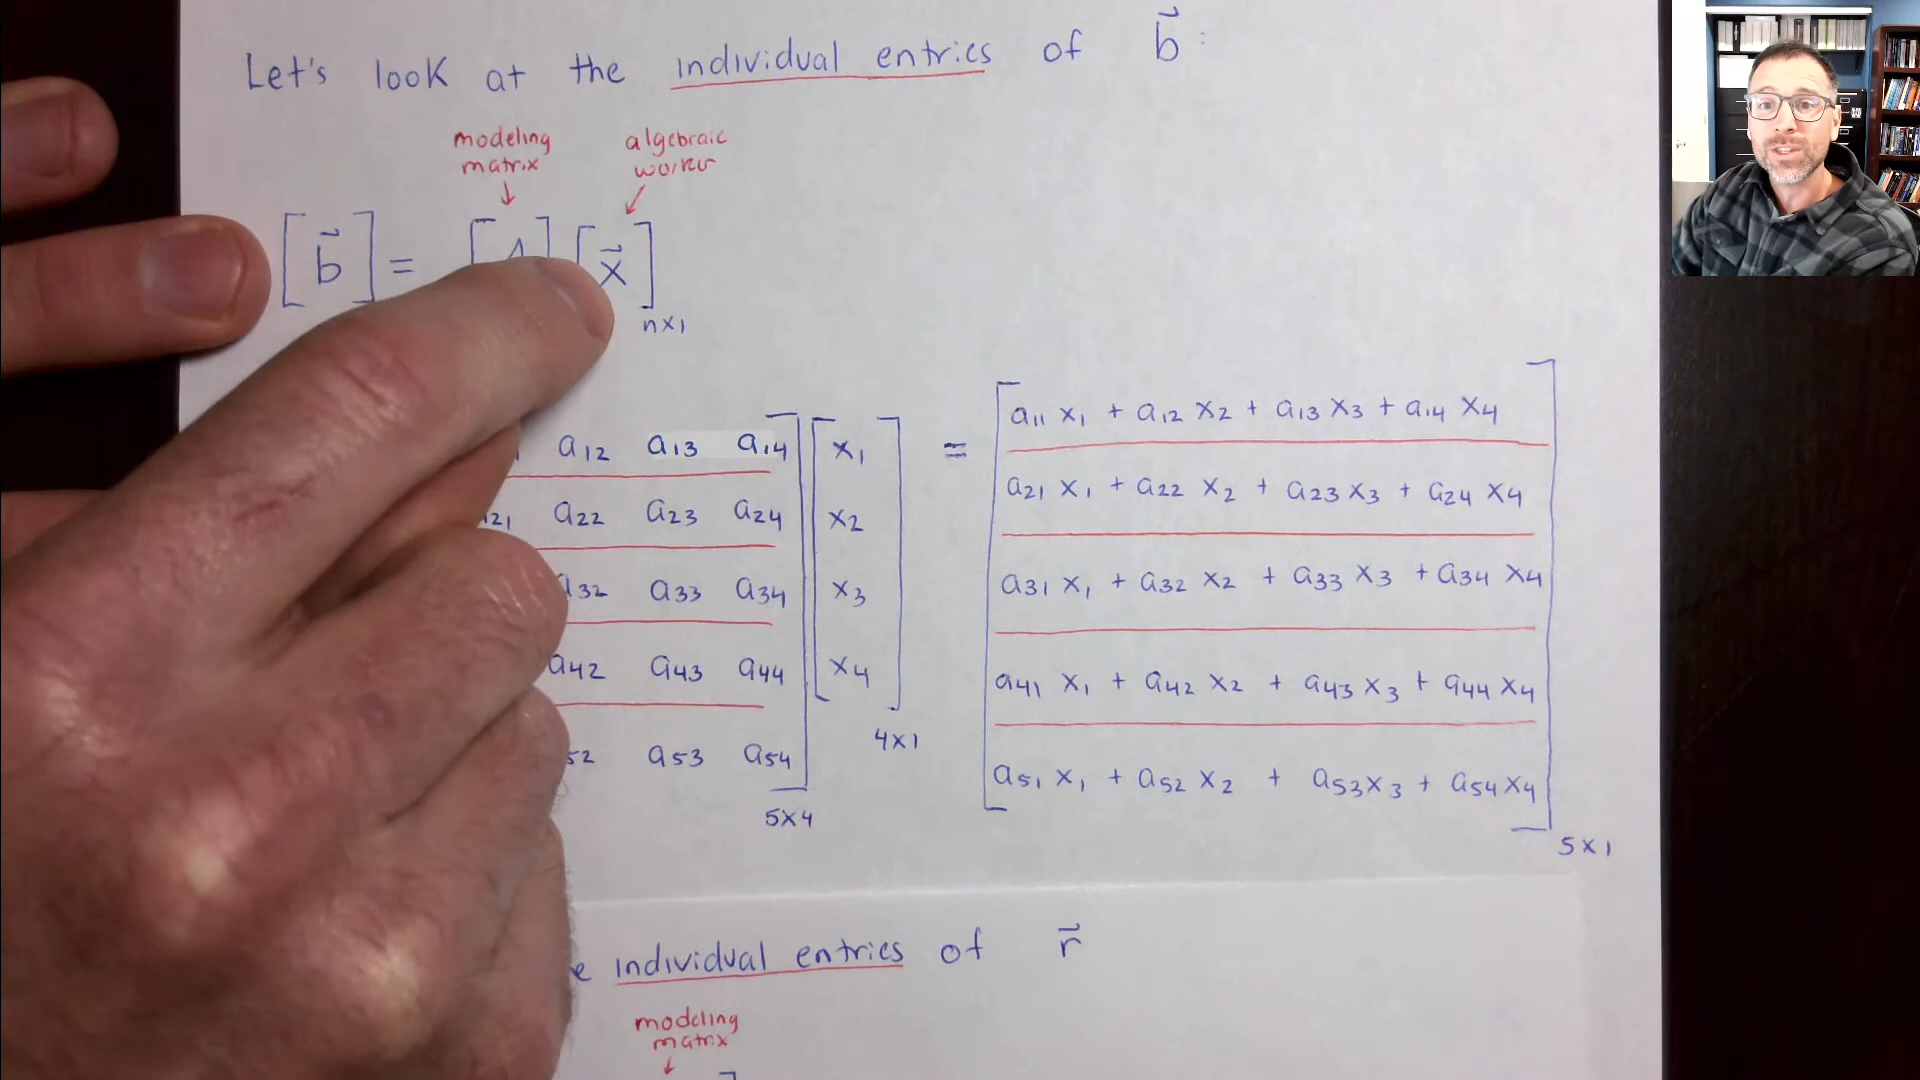 Let's look at the individual entries of b⃗ :
modeling matrix ↓
algebraic worker ↙
[b⃗] = [A] [x⃗] n×1
a12 a13 a14 x1 = a11 x1 + a12 x2 + a13 x3 + a14 x4
a22 a23 a24 x2 a21 x1 + a22 x2 + a23 x3 + a24 x4
a32 a33 a34 x3 a31 x1 + a32 x2 + a33 x3 + a34 x4
a42 a43 a44 x4 a41 x1 + a42 x2 + a43 x3 + a44 x4
4×1
a53 a54 a51 x1 + a52 x2 + a53 x3 + a54 x4
5×4 5×1
individual entries of r⃗
modeling
matrix
↓